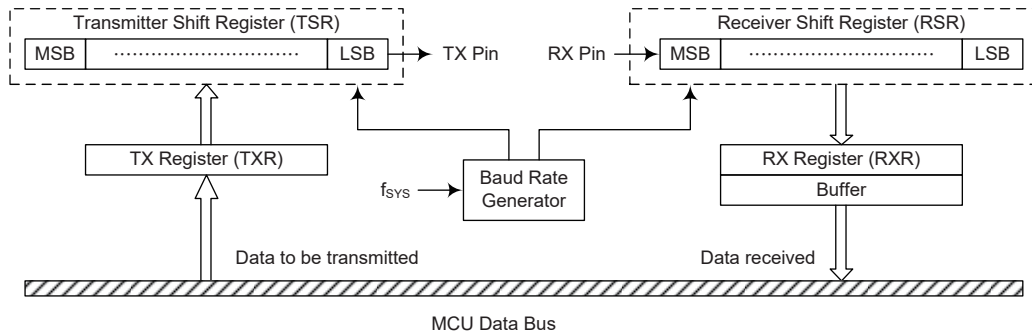 Transmitter Shift Register (TSR)
MSB ………………………… LSB
TX Pin
RX Pin
Receiver Shift Register (RSR)
MSB ………………………… LSB
TX Register (TXR)
fSYS
Baud Rate
Generator
RX Register (RXR)
Buffer
Data to be transmitted
Data received
MCU Data Bus